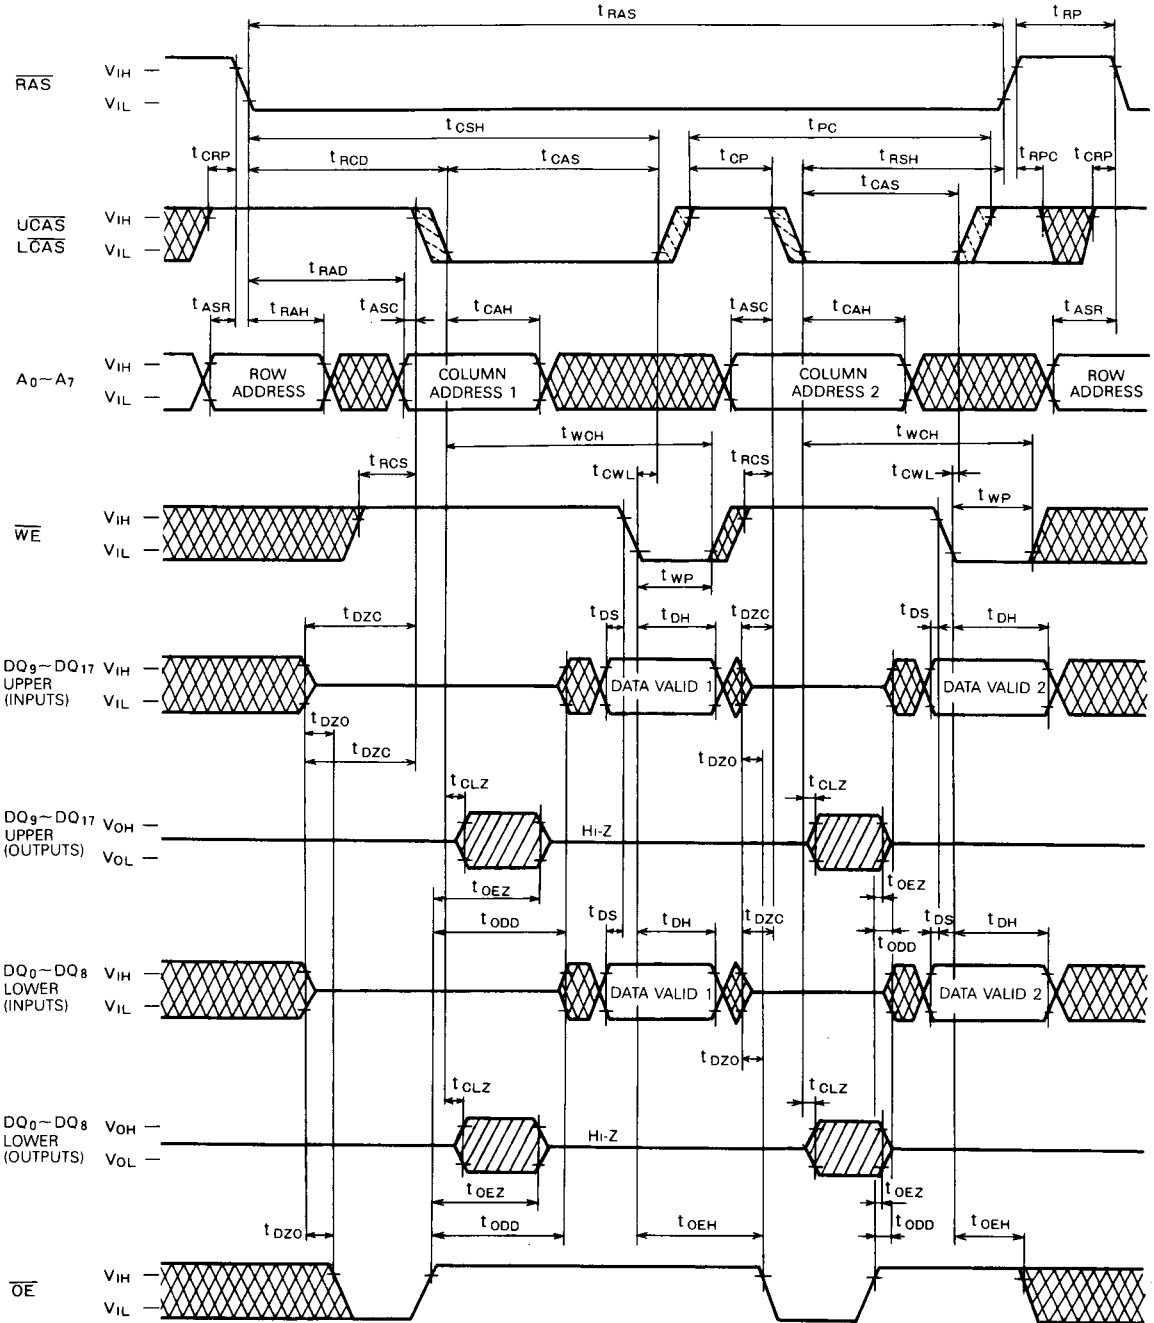 tRAS
tRP
RAS
VIH
VIL
tCSH
tPC
tCRP
tRCD
tCAS
tCP
tRSH
tRPC
tCRP
tCAS
UCAS
LCAS
VIH
VIL
tRAD
tASR
tRAH
tASC
tCAH
tASC
tCAH
tASR
A0~A7
VIH
VIL
ROW ADDRESS
COLUMN ADDRESS 1
COLUMN ADDRESS 2
ROW ADDRESS
tWCH
tWCH
tRCS
tCWL
tRCS
tCWL
tWP
WE
VIH
VIL
tWP
tDZC
tDS
tDH
tDZC
tDS
tDH
DQ9~DQ17
UPPER
(INPUTS)
VIH
VIL
DATA VALID 1
DATA VALID 2
tDZO
tDZC
tDZO
tCLZ
tCLZ
DQ9~DQ17
UPPER
(OUTPUTS)
VOH
VOL
Hi-Z
tOEZ
tOEZ
tODD
tDS
tDH
tDZC
tDS
tDH
tODD
DQ0~DQ8
LOWER
(INPUTS)
VIH
VIL
DATA VALID 1
DATA VALID 2
tDZO
tCLZ
tCLZ
DQ0~DQ8
LOWER
(OUTPUTS)
VOH
VOL
Hi-Z
tOEZ
tOEZ
tDZO
tODD
tOEH
tODD
tOEH
OE
VIH
VIL